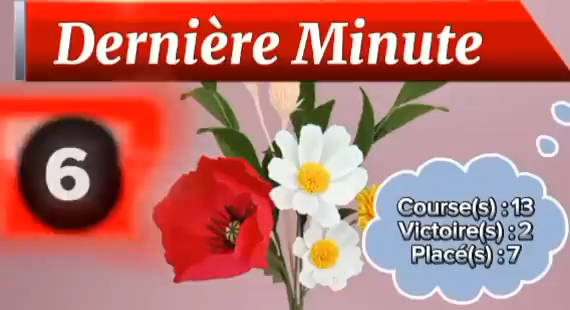 Dernière Minute
6
Course(s) : 13
Victoire(s) : 2
Placé(s) : 7